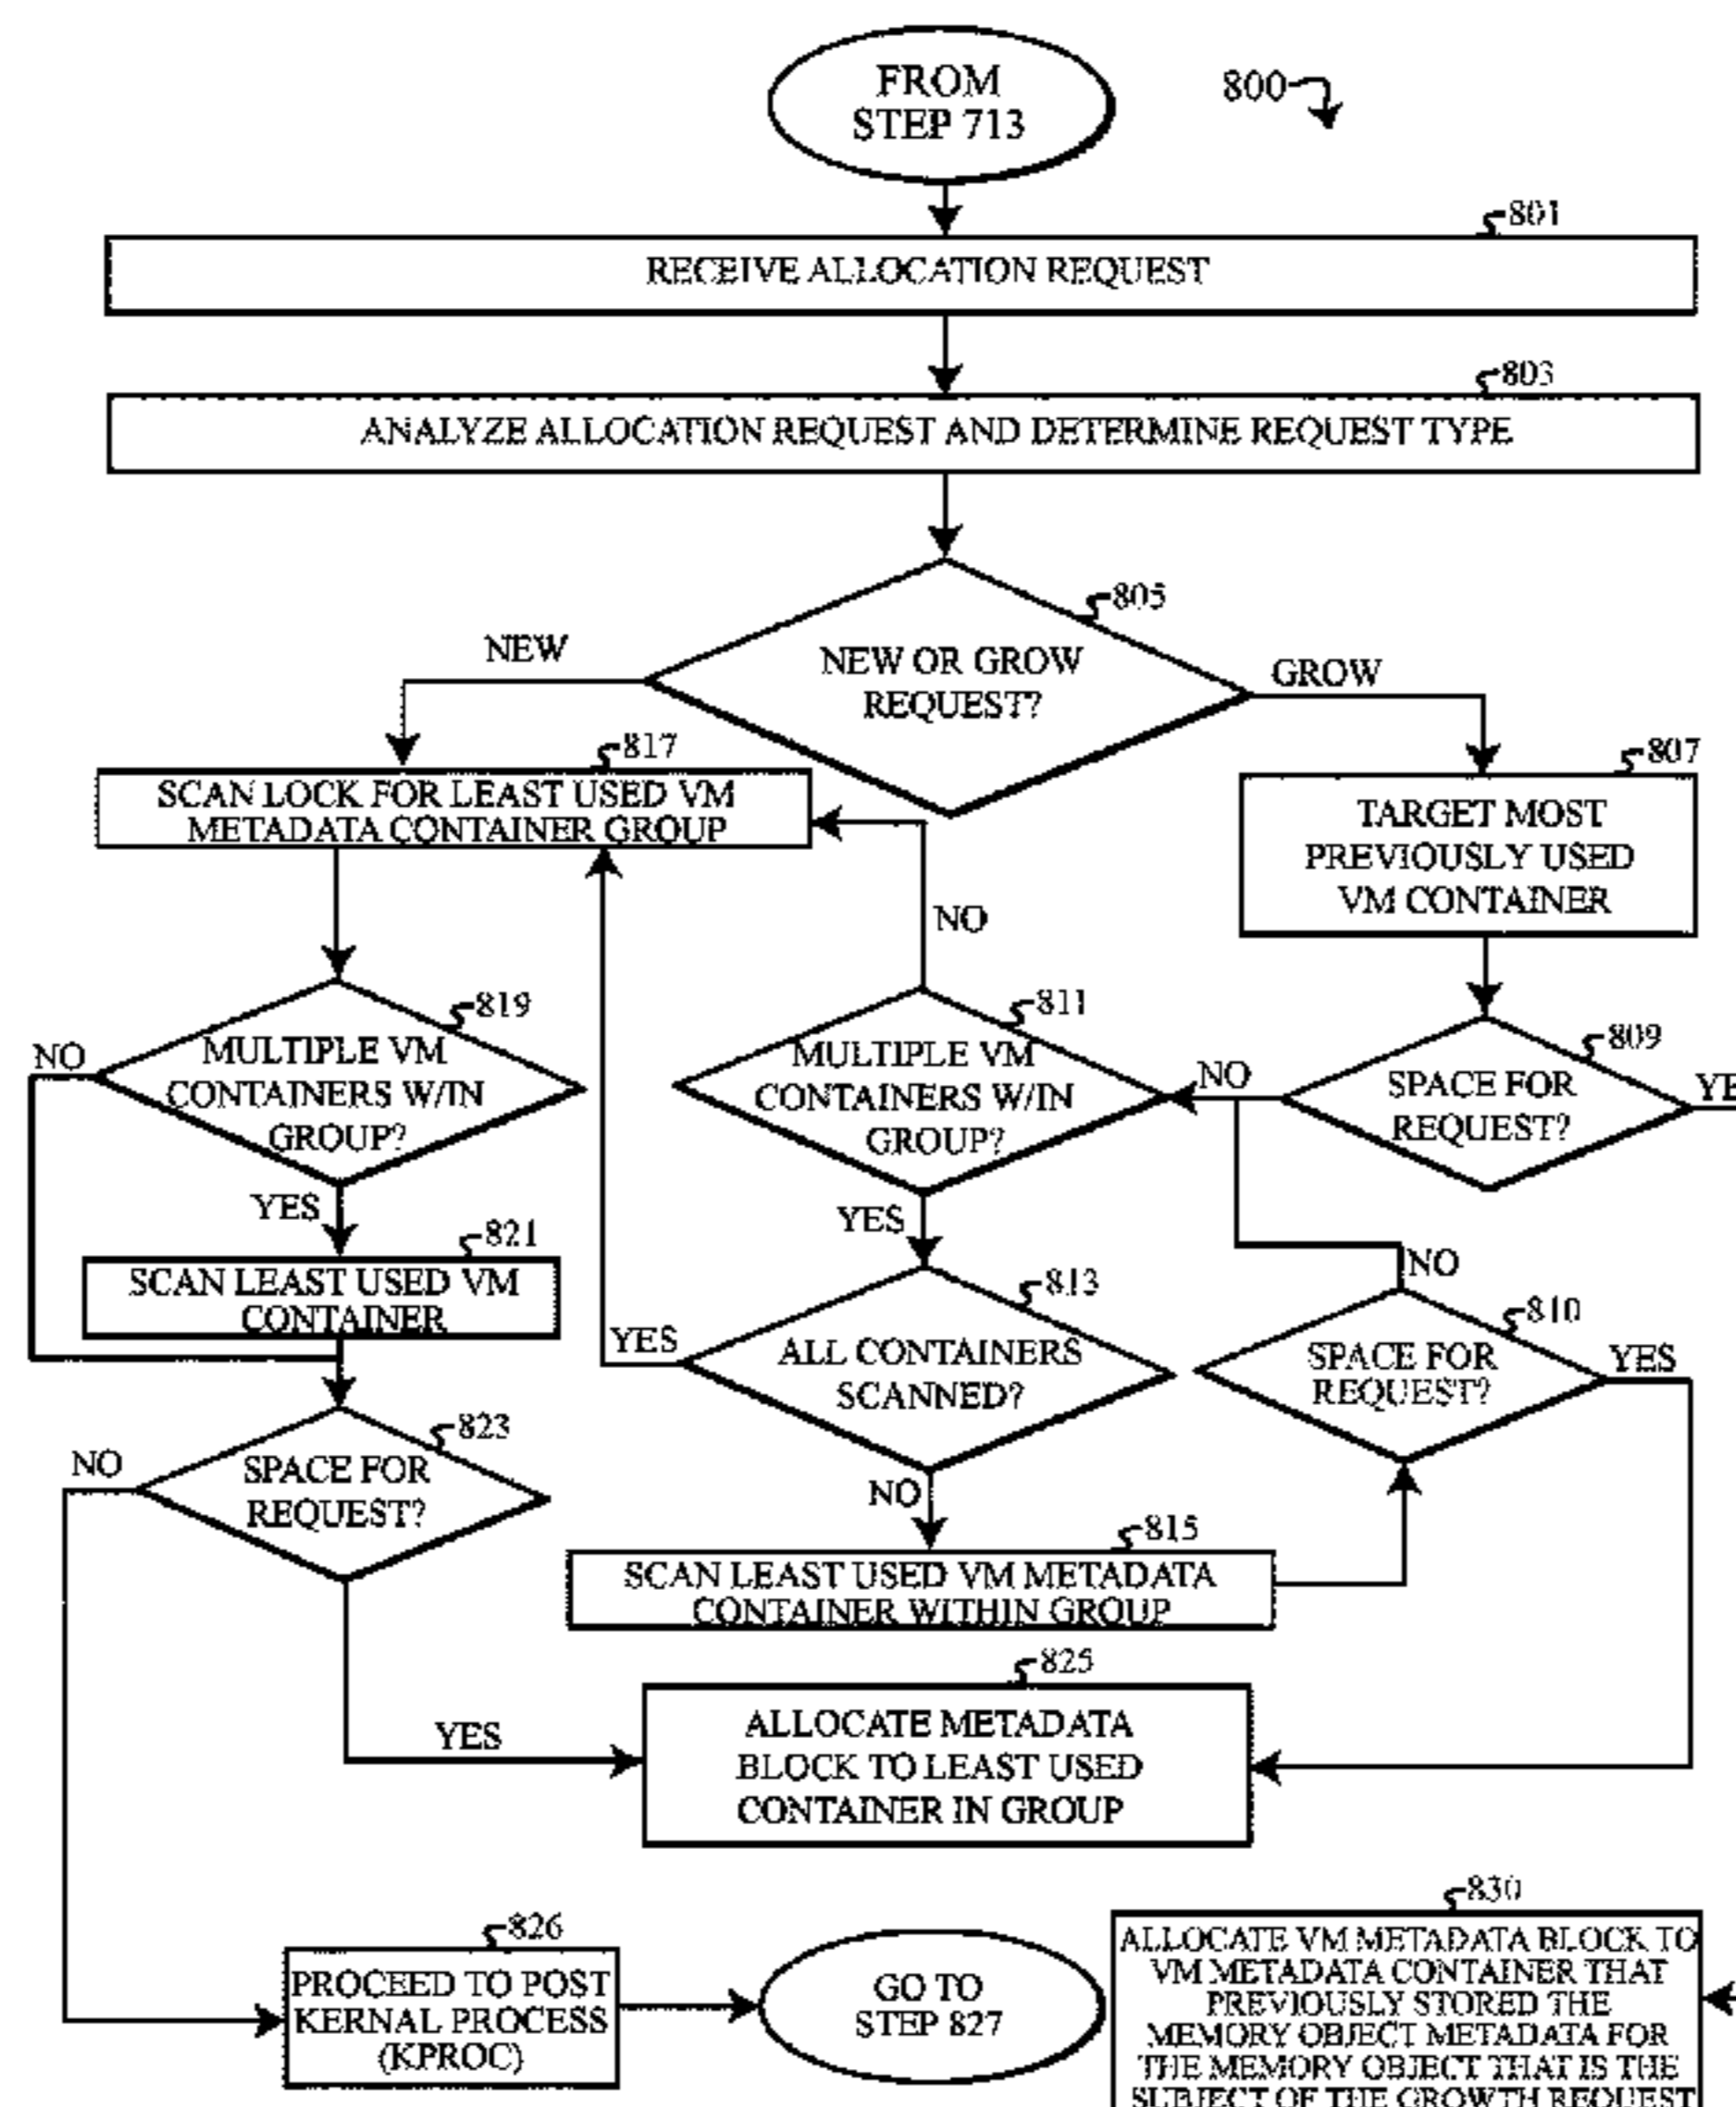 FROM
STEP 713
800
801
RECEIVE ALLOCATION REQUEST
803
ANALYZE ALLOCATION REQUEST AND DETERMINE REQUEST TYPE
805
NEW OR GROW
REQUEST?
NEW
GROW
817
SCAN LOCK FOR LEAST USED VM
METADATA CONTAINER GROUP
807
TARGET MOST
PREVIOUSLY USED
VM CONTAINER
NO
819
MULTIPLE VM
CONTAINERS W/IN
GROUP?
NO
YES
811
MULTIPLE VM
CONTAINERS W/IN
GROUP?
NO
YES
809
SPACE FOR
REQUEST?
YE
821
SCAN LEAST USED VM
CONTAINER
813
ALL CONTAINERS
SCANNED?
YES
NO
NO
810
SPACE FOR
REQUEST?
YES
823
SPACE FOR
REQUEST?
NO
YES
815
SCAN LEAST USED VM METADATA
CONTAINER WITHIN GROUP
825
ALLOCATE METADATA
BLOCK TO LEAST USED
CONTAINER IN GROUP
826
PROCEED TO POST
KERNAL PROCESS
(KPROC)
GO TO
STEP 827
830
ALLOCATE VM METADATA BLOCK TO
VM METADATA CONTAINER THAT
PREVIOUSLY STORED THE
MEMORY OBJECT METADATA FOR
THE MEMORY OBJECT THAT IS THE
SUBJECT OF THE GROWTH REQUEST